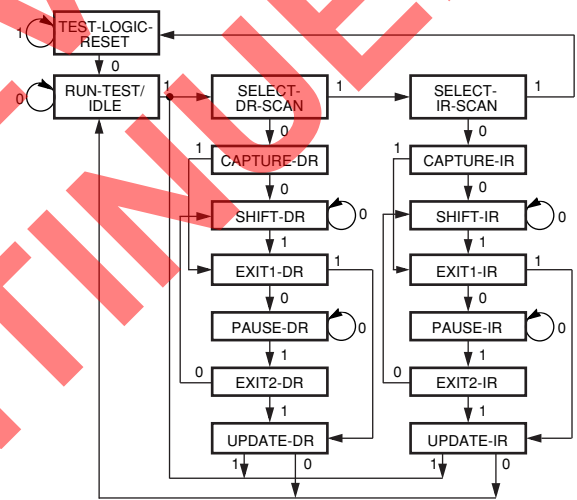 TEST-LOGIC-
RESET
1
0
RUN-TEST/
IDLE
0
1
SELECT-
DR-SCAN
1
SELECT-
IR-SCAN
1
0
0
1
CAPTURE-DR
1
CAPTURE-IR
0
0
SHIFT-DR
0
SHIFT-IR
0
1
1
EXIT1-DR
1
EXIT1-IR
1
0
0
PAUSE-DR
0
PAUSE-IR
0
1
1
0
EXIT2-DR
0
EXIT2-IR
1
1
UPDATE-DR
UPDATE-IR
1
0
1
0
TINUE